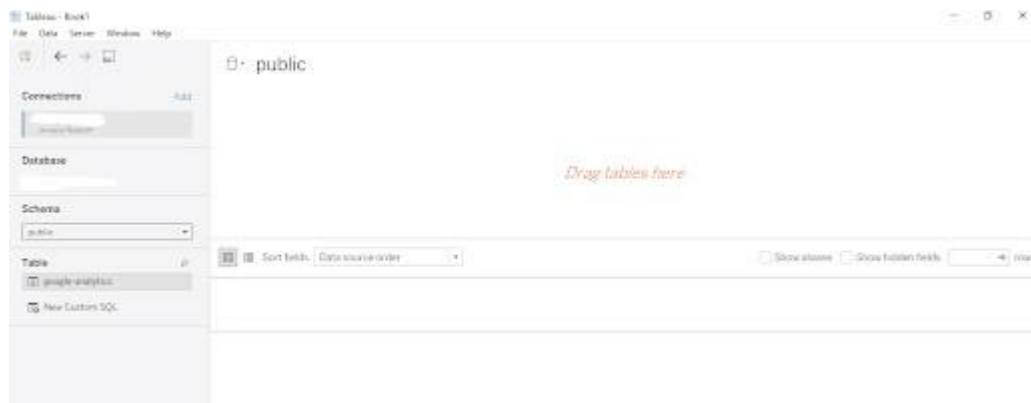 Tableau - Book1
File Data Server Window Help
public
Connections Add
Database
Drag tables here
Schema
public
Sort fields Data source order
Show aliases Show hidden fields
Table
google-analytics
New Custom SQL